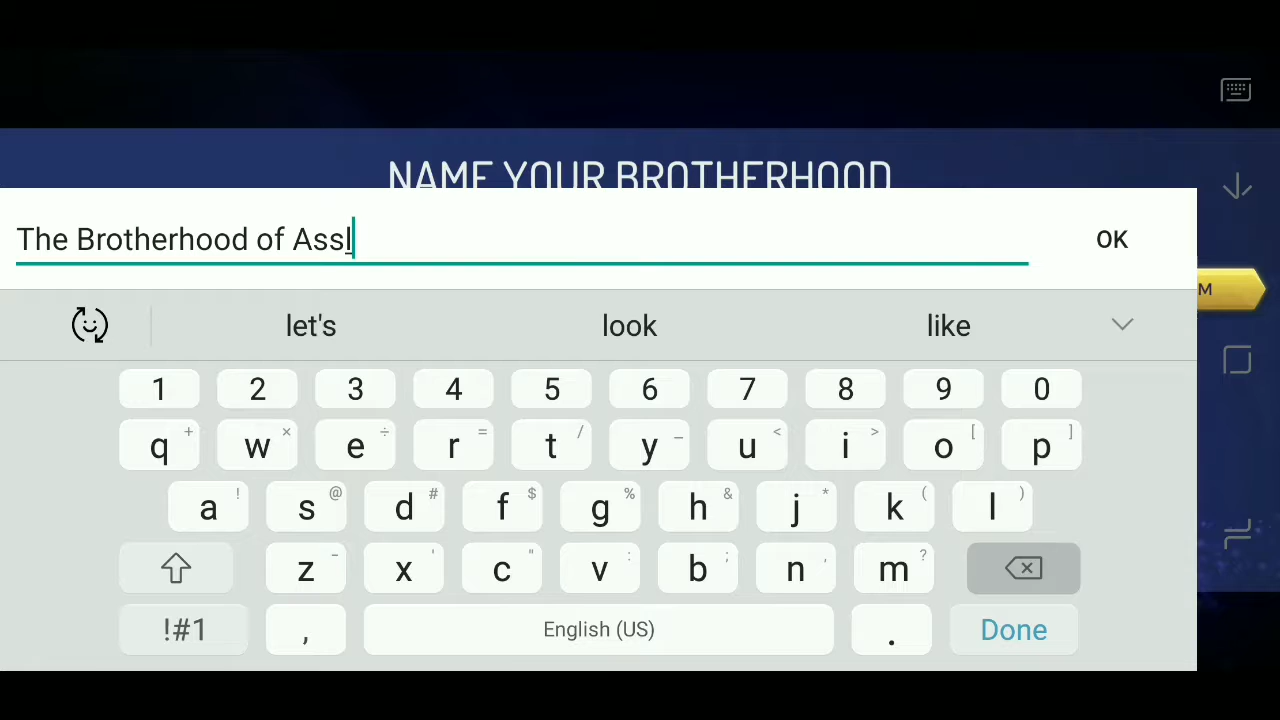 NAME YOUR BROTHERHOOD
The Brotherhood of Assl
OK
M
let's look like
1 2 3 4 5 6 7 8 9 0
q + w × e ÷ r = t / y _ u < i > o [ p ]
a ! s @ d # f $ g % h & j * k ( l )
z - x ' c " v : b ; n , m ?
!#1 , English (US) . Done